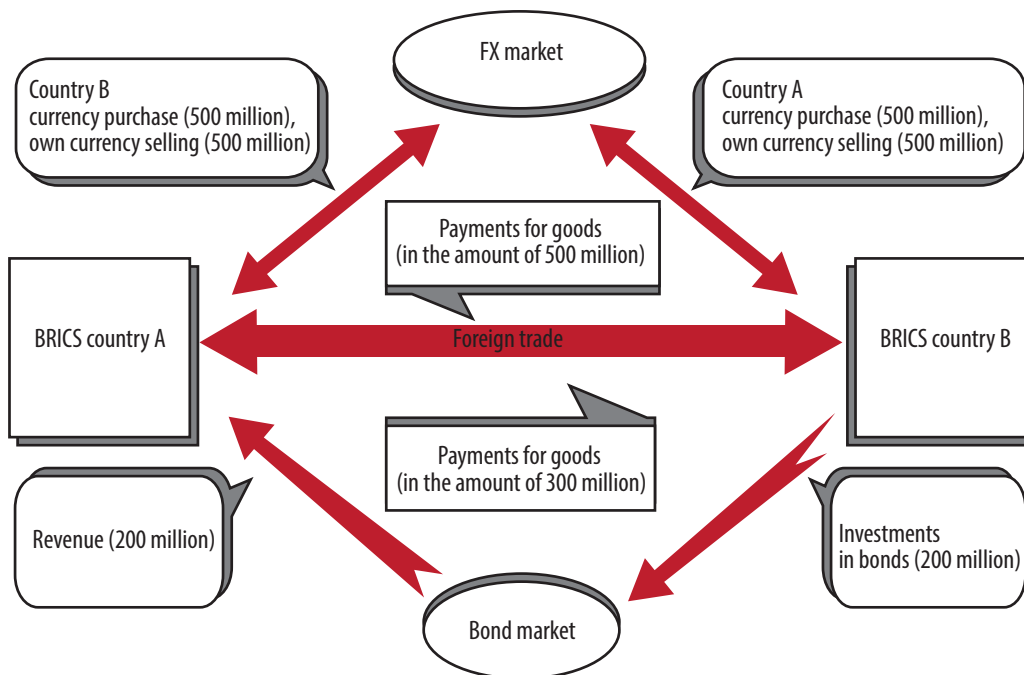 FX market
Country B
currency purchase (500 million),
own currency selling (500 million)
Country A
currency purchase (500 million),
own currency selling (500 million)
Payments for goods
(in the amount of 500 million)
BRICS country A
Foreign trade
BRICS country B
Payments for goods
(in the amount of 300 million)
Revenue (200 million)
Investments
in bonds (200 million)
Bond market